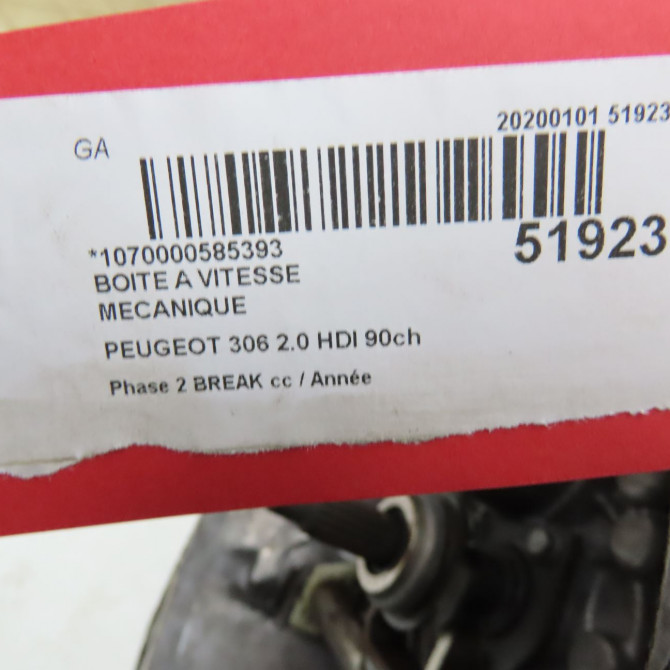 GA
20200101 51923
*1070000585393
51923
BOITE A VITESSE
MECANIQUE
PEUGEOT 306 2.0 HDI 90ch
Phase 2 BREAK cc / Année